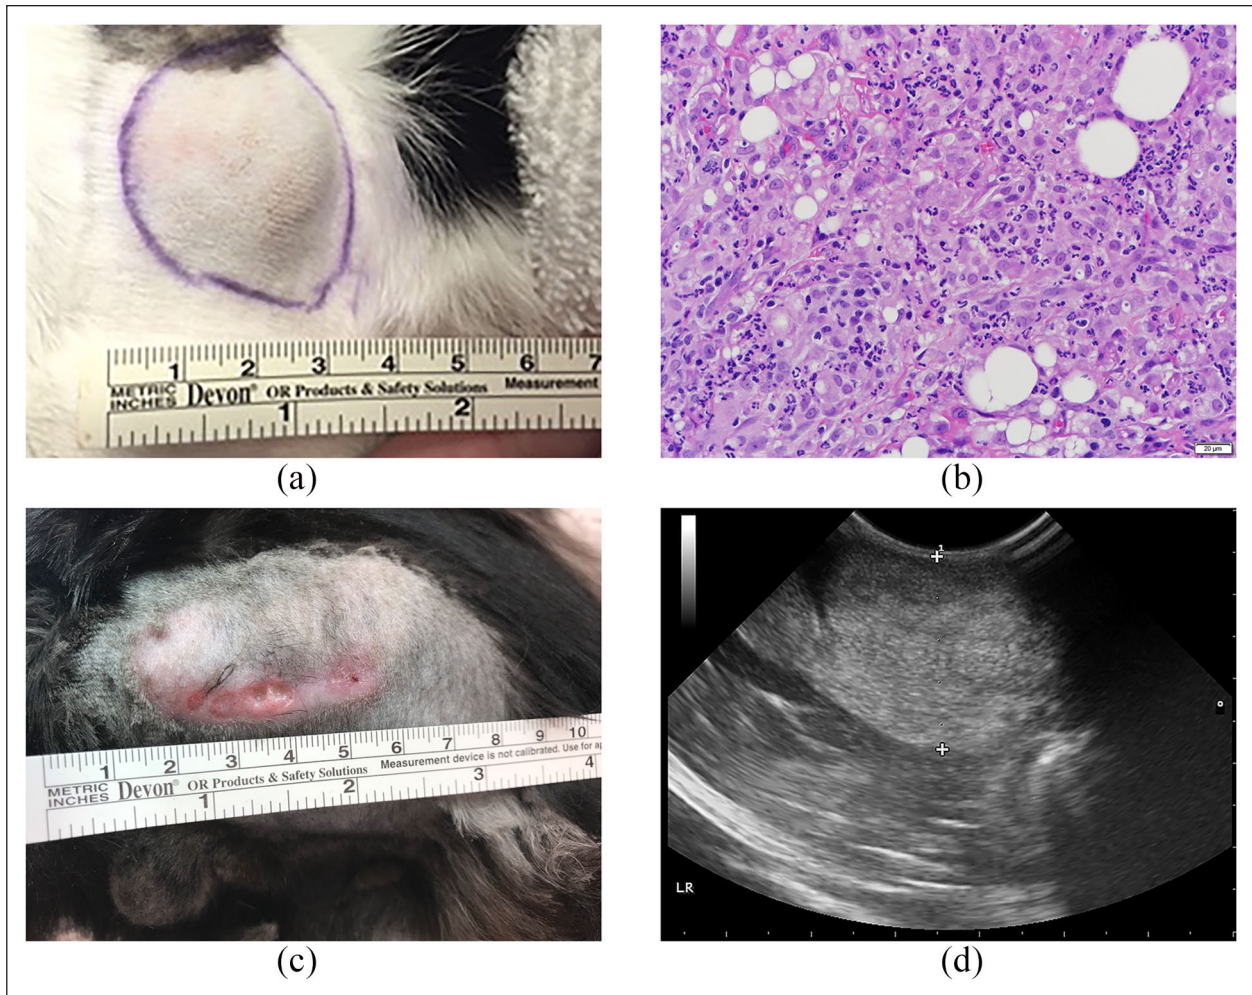 1 2 3 4 5 6 7
METRIC
INCHES Devon® OR Products & Safety Solutions Measurement
1 2
20 µm
(a)
(b)
1 2 3 4 5 6 7 8 9 10
METRIC
INCHES Devon® OR Products & Safety Solutions Measurement device is not calibrated. Use for
1 2 3 4
1
LR
(c)
(d)